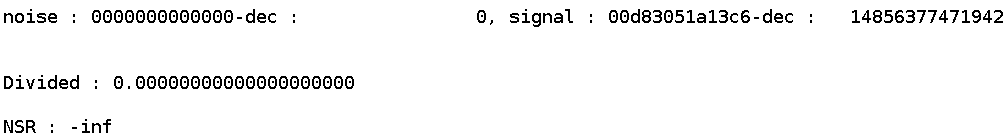 noise : 0000000000000-dec :                 0, signal : 00d83051a13c6-dec :   14856377471942
Divided : 0.00000000000000000000
NSR : -inf